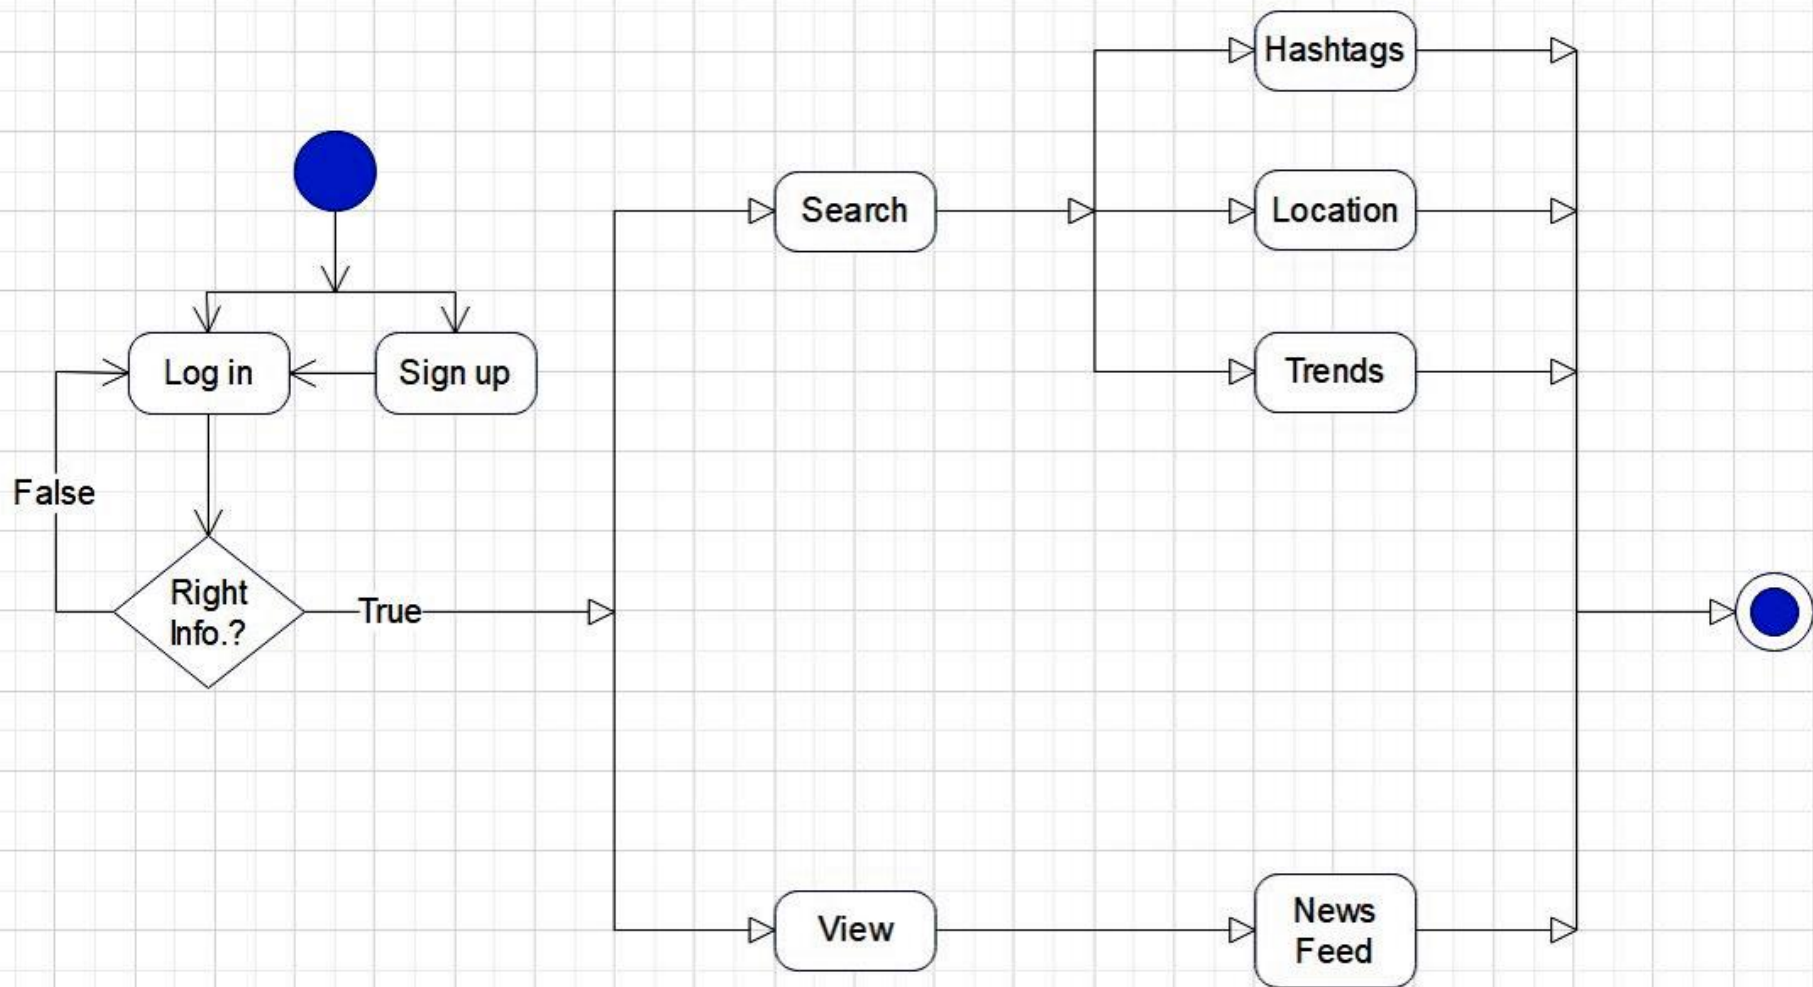 Hashtags
Search
Location
Log in
Sign up
Trends
False
Right
Info.?
True
View
News
Feed